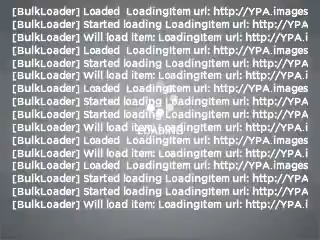 [BulkLoader] Loaded  LoadingItem url: http://YPA.images
[BulkLoader] Started loading LoadingItem url: http://YPA
[BulkLoader] Will load item: LoadingItem url: http://YPA.i
[BulkLoader] Loaded  LoadingItem url: http://YPA.images
[BulkLoader] Started loading LoadingItem url: http://YPA
[BulkLoader] Will load item: LoadingItem url: http://YPA.i
[BulkLoader] Loaded  LoadingItem url: http://YPA.images
[BulkLoader] Started loading LoadingItem url: http://YPA
[BulkLoader] Started loading LoadingItem url: http://YPA
[BulkLoader] Will load item: LoadingItem url: http://YPA.i
LOADING
[BulkLoader] Loaded  LoadingItem url: http://YPA.images
[BulkLoader] Will load item: LoadingItem url: http://YPA.i
[BulkLoader] Loaded  LoadingItem url: http://YPA.images
[BulkLoader] Started loading LoadingItem url: http://YPA
[BulkLoader] Started loading LoadingItem url: http://YPA
[BulkLoader] Will load item: LoadingItem url: http://YPA.i